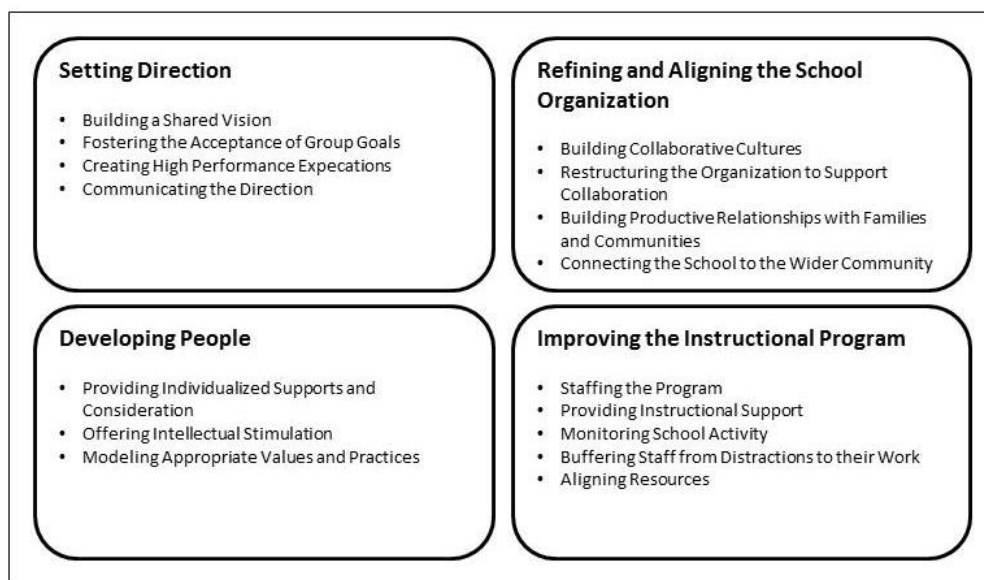 Setting Direction
• Building a Shared Vision
• Fostering the Acceptance of Group Goals
• Creating High Performance Expecations
• Communicating the Direction
Refining and Aligning the School
Organization
• Building Collaborative Cultures
• Restructuring the Organization to Support
Collaboration
• Building Productive Relationships with Families
and Communities
• Connecting the School to the Wider Community
Developing People
• Providing Individualized Supports and
Consideration
• Offering Intellectual Stimulation
• Modeling Appropriate Values and Practices
Improving the Instructional Program
• Staffing the Program
• Providing Instructional Support
• Monitoring School Activity
• Buffering Staff from Distractions to their Work
• Aligning Resources